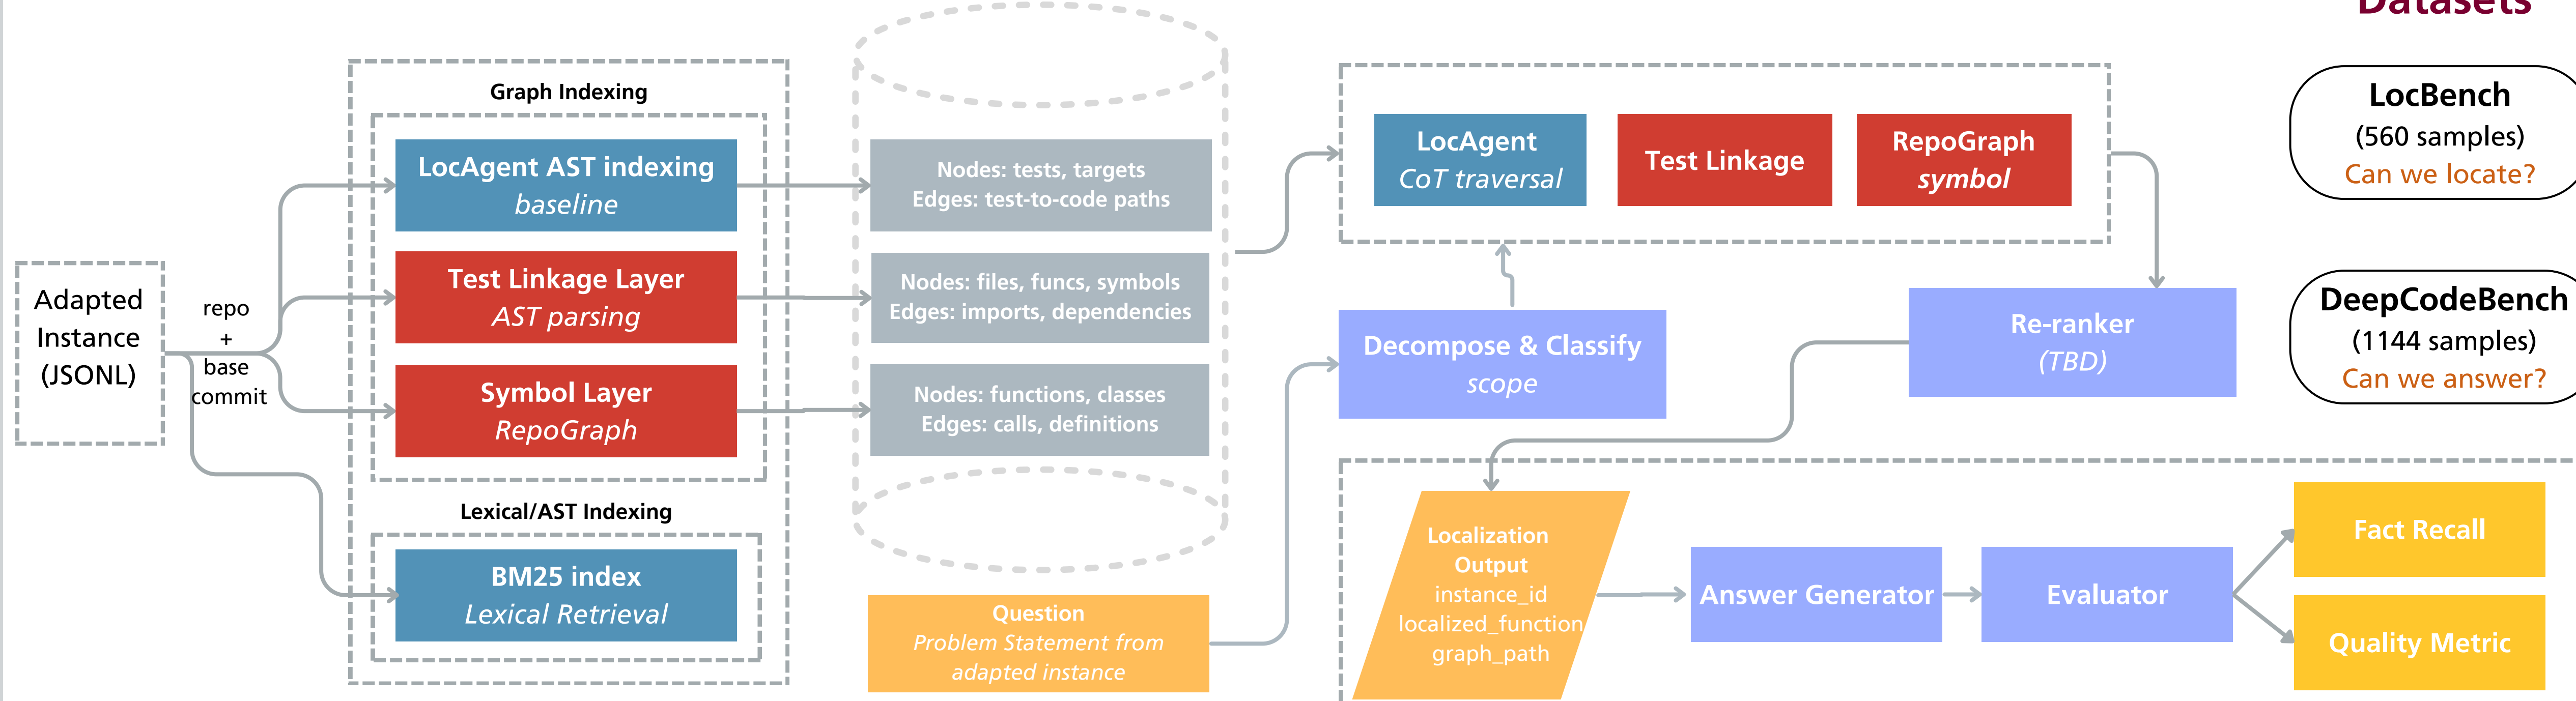 Datasets
Graph Indexing
LocAgent AST indexing
baseline
Test Linkage Layer
AST parsing
Symbol Layer
RepoGraph
Lexical/AST Indexing
BM25 index
Lexical Retrieval
Adapted
Instance
(JSONL)
repo
+
base
commit
Nodes: tests, targets
Edges: test-to-code paths
Nodes: files, funcs, symbols
Edges: imports, dependencies
Nodes: functions, classes
Edges: calls, definitions
Question
Problem Statement from
adapted instance
LocAgent
CoT traversal
Test Linkage
RepoGraph
symbol
Decompose & Classify
scope
Re-ranker
(TBD)
LocBench
(560 samples)
Can we locate?
DeepCodeBench
(1144 samples)
Can we answer?
Localization
Output
instance_id
localized_function
graph_path
Answer Generator
Evaluator
Fact Recall
Quality Metric